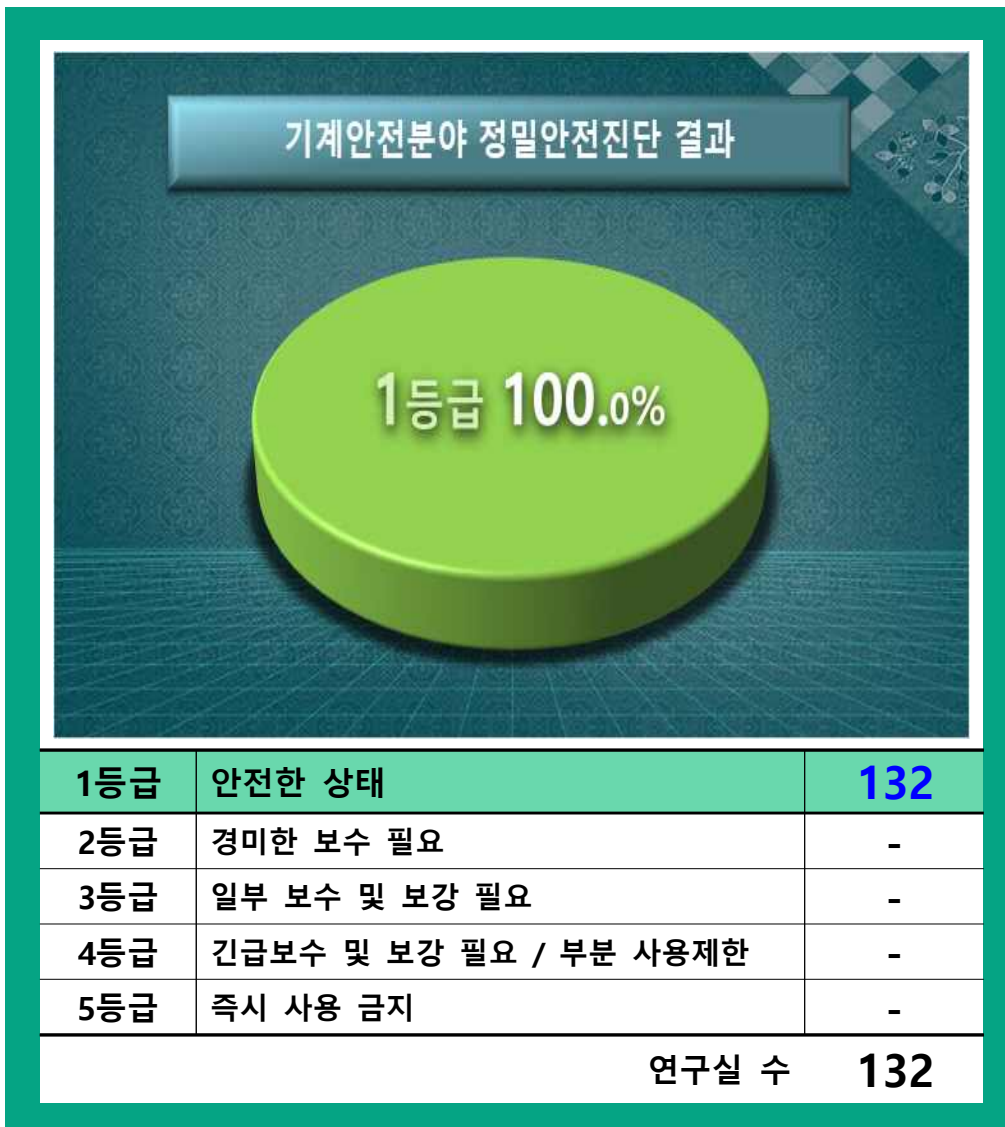 기계안전분야 정밀안전진단 결과
1등급 100.0%
1등급 안전한 상태 132
2등급 경미한 보수 필요 -
3등급 일부 보수 및 보강 필요 -
4등급 긴급보수 및 보강 필요 / 부분 사용제한 -
5등급 즉시 사용 금지 -
연구실 수 132